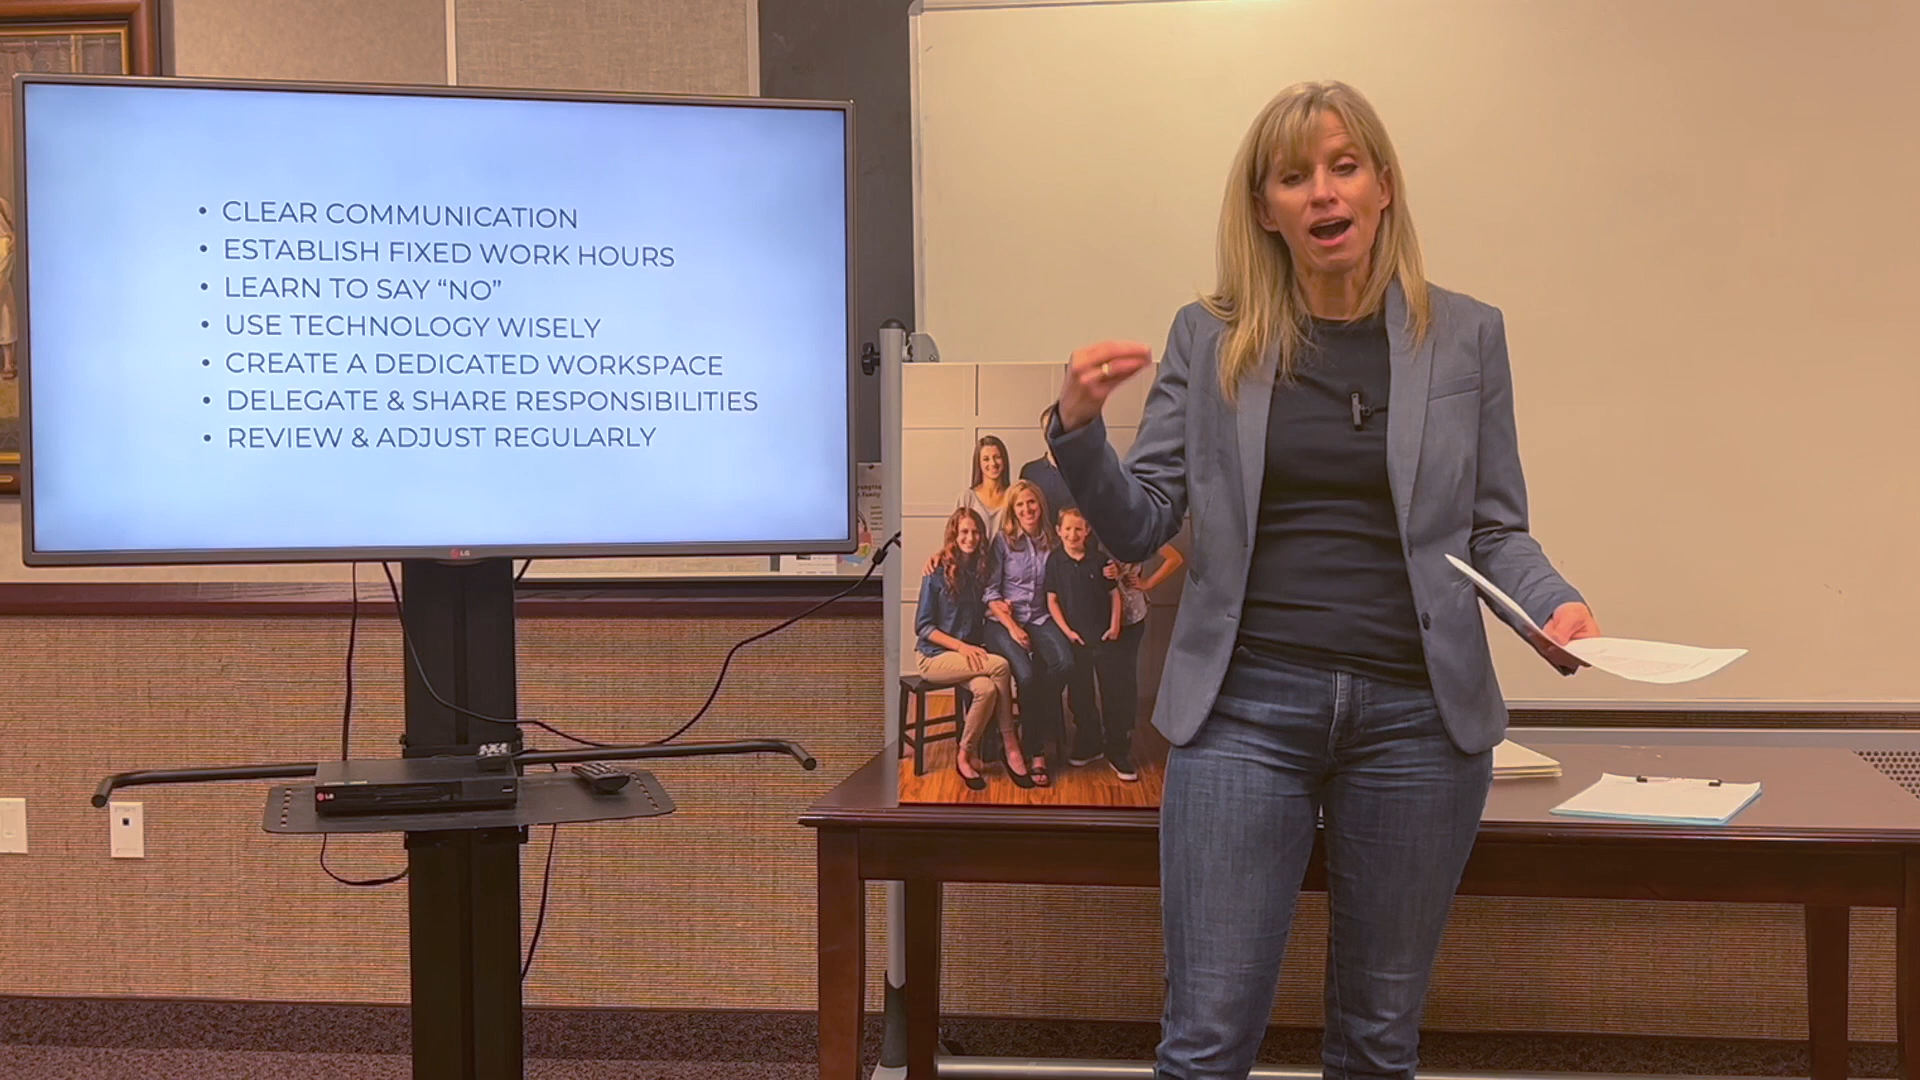 • CLEAR COMMUNICATION
• ESTABLISH FIXED WORK HOURS
• LEARN TO SAY “NO”
• USE TECHNOLOGY WISELY
• CREATE A DEDICATED WORKSPACE
• DELEGATE & SHARE RESPONSIBILITIES
• REVIEW & ADJUST REGULARLY
LG
LG